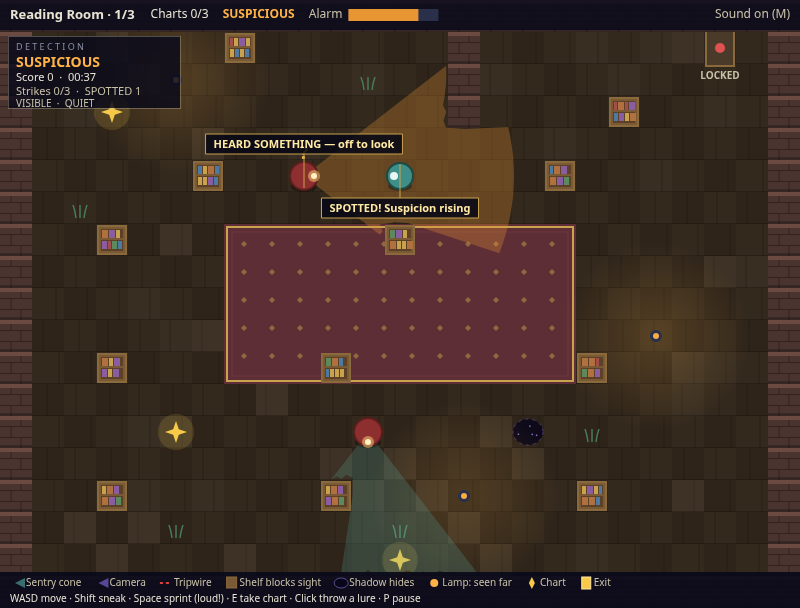 Reading Room · 1/3 Charts 0/3 SUSPICIOUS Alarm Sound on (M)
DETECTION
SUSPICIOUS
Score 0 · 00:37
Strikes 0/3 · SPOTTED 1
VISIBLE · QUIET
LOCKED
HEARD SOMETHING — off to look
SPOTTED! Suspicion rising
Sentry cone Camera Tripwire Shelf blocks sight Shadow hides Lamp: seen far Chart Exit
WASD move · Shift sneak · Space sprint (loud!) · E take chart · Click throw a lure · P pause